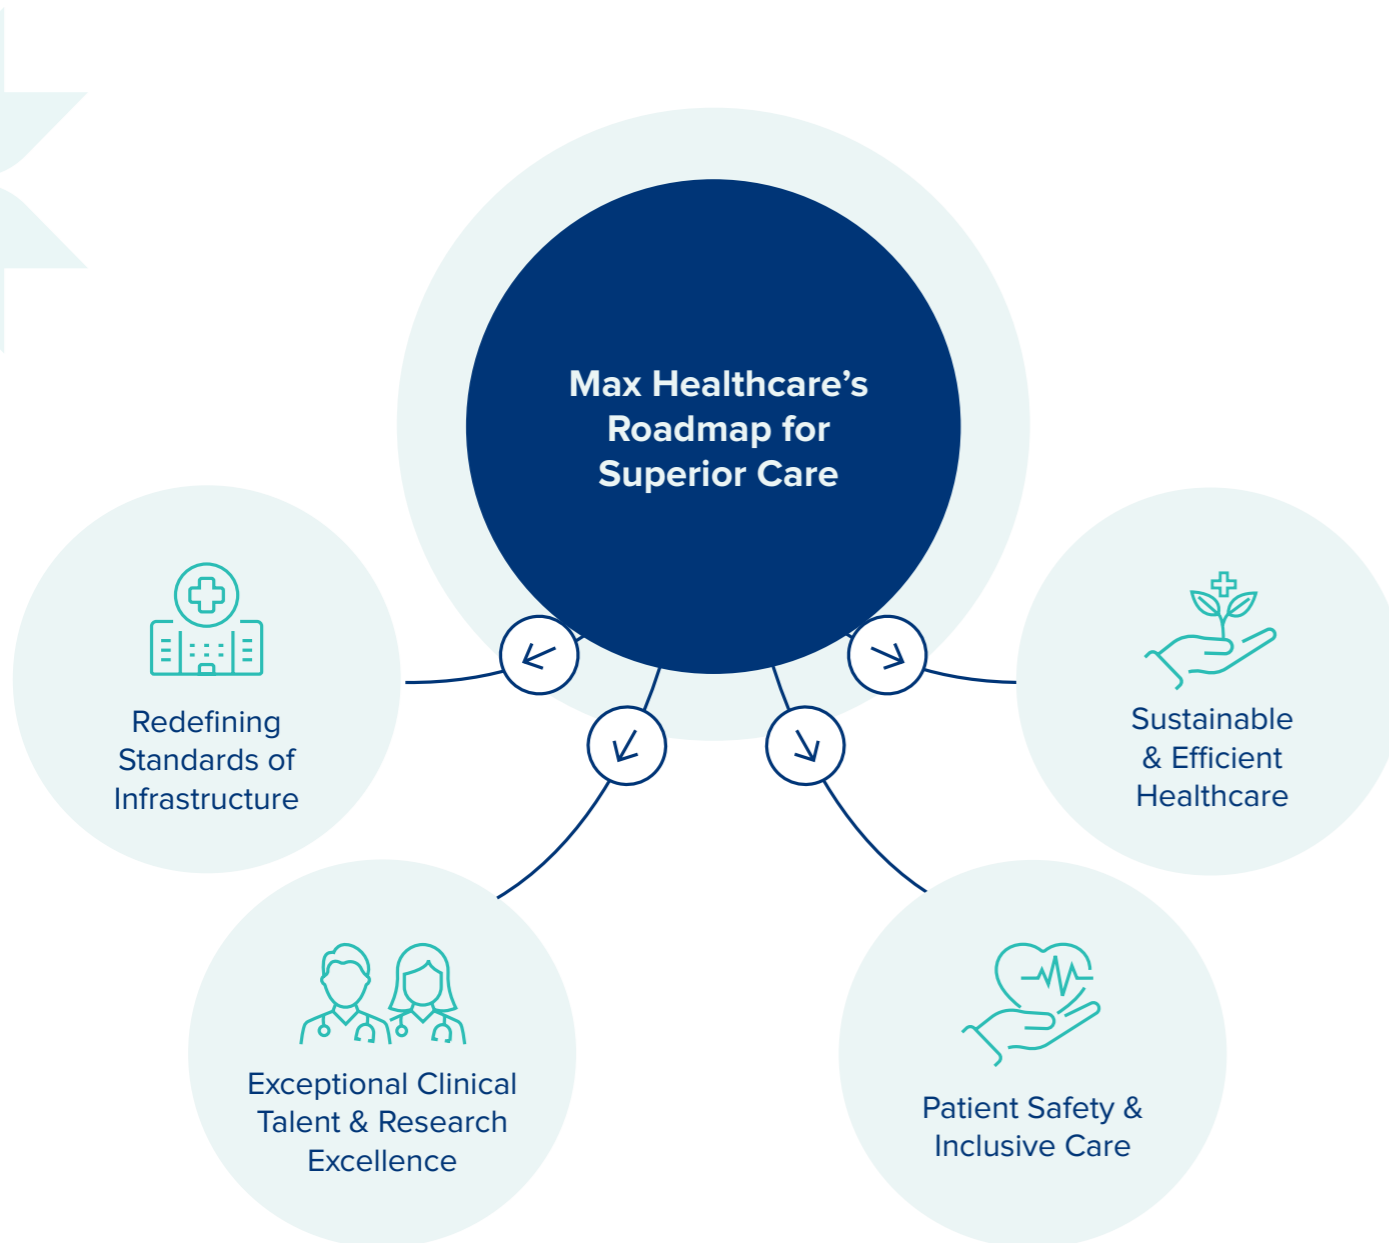 Max Healthcare’s
Roadmap for
Superior Care
Redefining
Standards of
Infrastructure
Sustainable
& Efficient
Healthcare
Exceptional Clinical
Talent & Research
Excellence
Patient Safety &
Inclusive Care